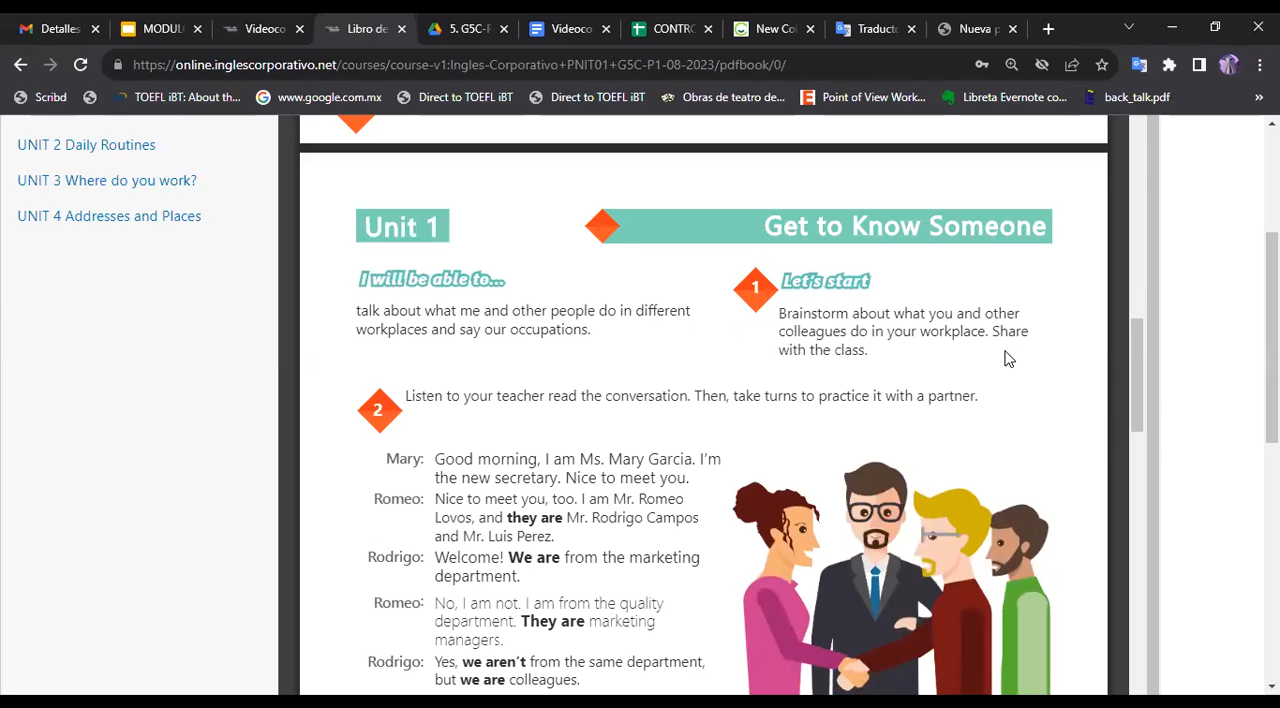 Detalles
MODUL
Videoco
Libro de
5. G5C-F
Videoco
CONTRO
New Co
Traducto
Nueva p
https://online.inglescorporativo.net/courses/course-v1:Ingles-Corporativo+PNIT01+G5C-P1-08-2023/pdfbook/0/
Scribd
TOEFL iBT: About th...
www.google.com.mx
Direct to TOEFL iBT
Direct to TOEFL iBT
Obras de teatro de...
Point of View Work...
Libreta Evernote co...
back_talk.pdf
»
UNIT 2 Daily Routines
UNIT 3 Where do you work?
UNIT 4 Addresses and Places
Unit 1
Get to Know Someone
I will be able to...
talk about what me and other people do in different
workplaces and say our occupations.
1
Let's start
Brainstorm about what you and other
colleagues do in your workplace. Share
with the class.
2
Listen to your teacher read the conversation. Then, take turns to practice it with a partner.
Mary: Good morning, I am Ms. Mary Garcia. I'm
the new secretary. Nice to meet you.
Romeo: Nice to meet you, too. I am Mr. Romeo
Lovos, and they are Mr. Rodrigo Campos
and Mr. Luis Perez.
Rodrigo: Welcome! We are from the marketing
department.
Romeo: No, I am not. I am from the quality
department. They are marketing
managers.
Rodrigo: Yes, we aren't from the same department,
but we are colleagues.